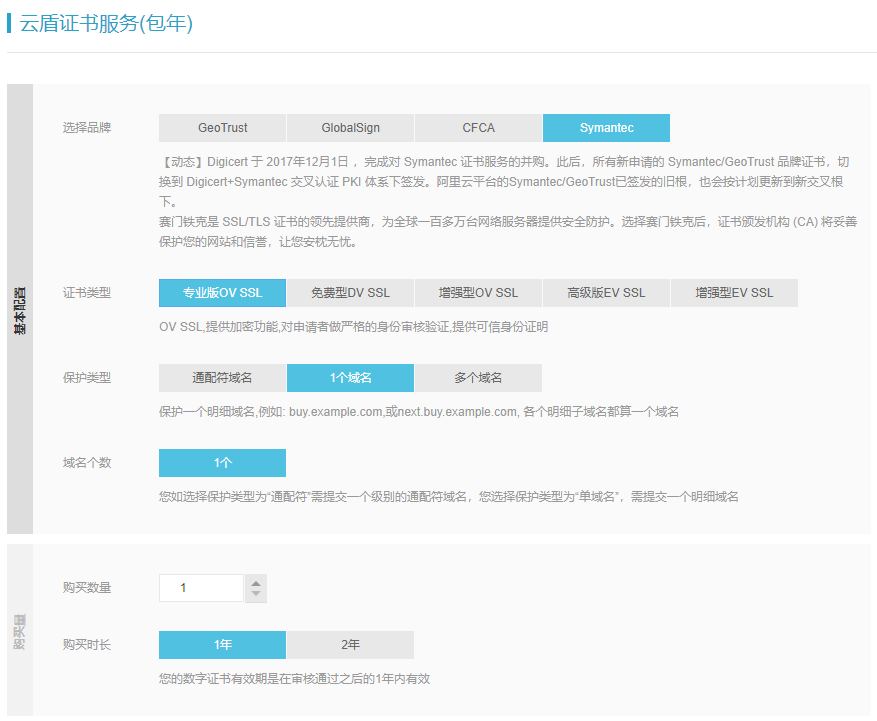 云盾证书服务(包年)
基本配置
选择品牌
GeoTrust GlobalSign CFCA Symantec
【动态】Digicert 于 2017年12月1日 ，完成对 Symantec 证书服务的并购。此后，所有新申请的 Symantec/GeoTrust 品牌证书，切
换到 Digicert+Symantec 交叉认证 PKI 体系下签发。阿里云平台的Symantec/GeoTrust已签发的旧根，也会按计划更新到新交叉根
下。
赛门铁克是 SSL/TLS 证书的领先提供商，为全球一百多万台网络服务器提供安全防护。选择赛门铁克后，证书颁发机构 (CA) 将妥善
保护您的网站和信誉，让您安枕无忧。
证书类型
专业版OV SSL 免费型DV SSL 增强型OV SSL 高级版EV SSL 增强型EV SSL
OV SSL,提供加密功能,对申请者做严格的身份审核验证,提供可信身份证明
保护类型
通配符域名 1个域名 多个域名
保护一个明细域名,例如: buy.example.com,或next.buy.example.com, 各个明细子域名都算一个域名
域名个数
1个
您如选择保护类型为“通配符”需提交一个级别的通配符域名，您选择保护类型为“单域名”，需提交一个明细域名
购买量
购买数量
1
购买时长
1年 2年
您的数字证书有效期是在审核通过之后的1年内有效